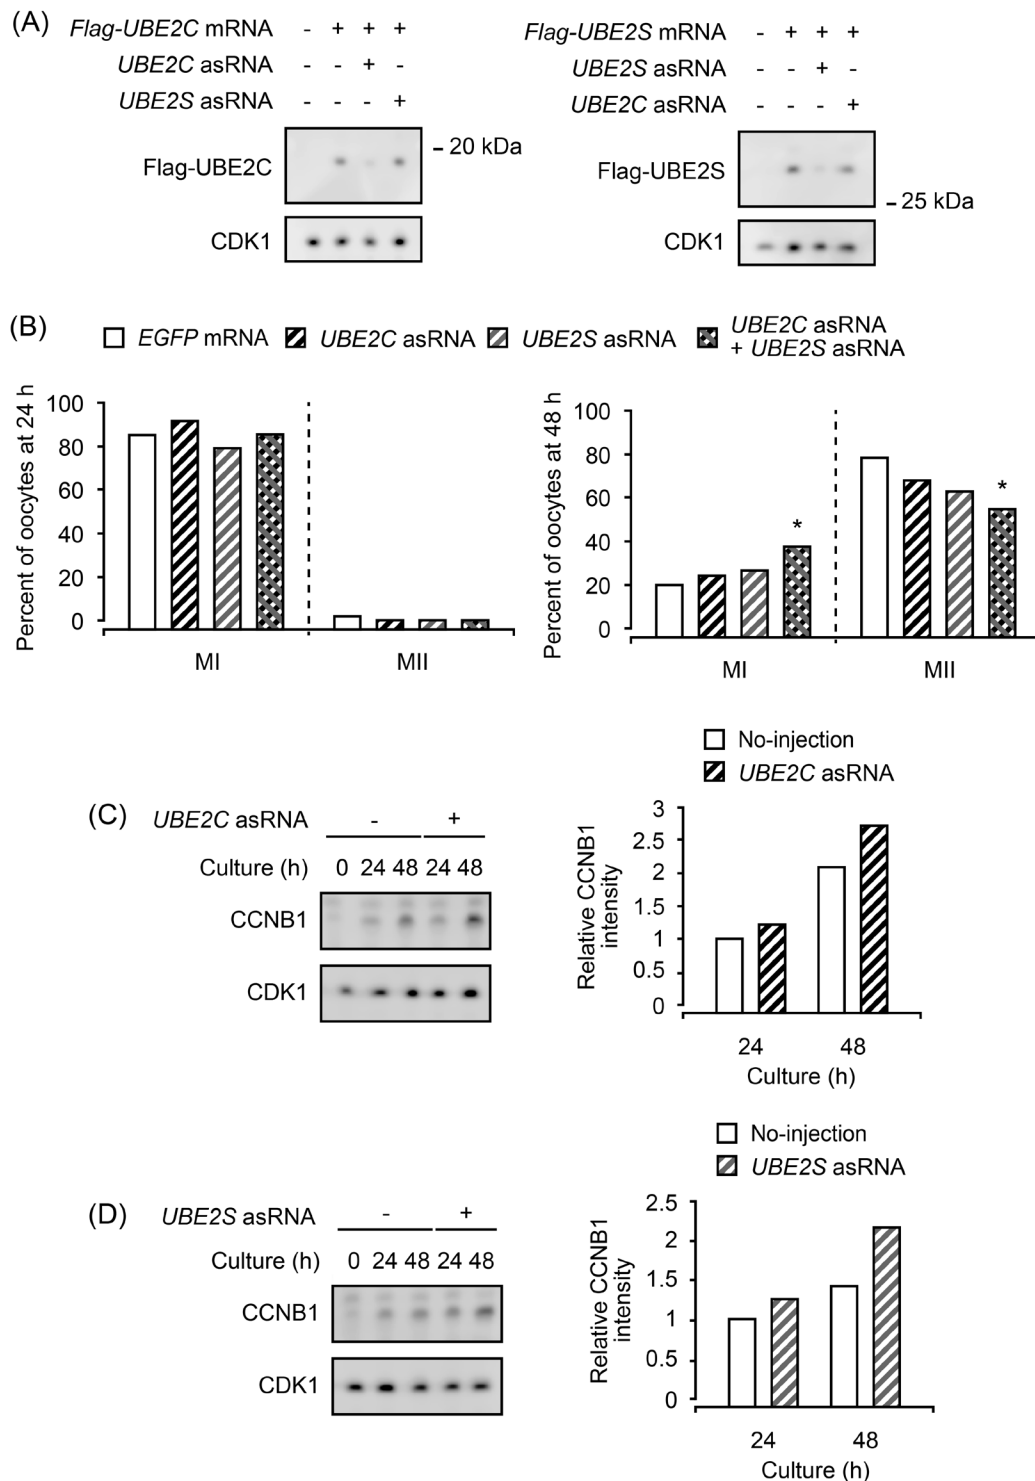 (A)
Flag-UBE2C mRNA - + + +
UBE2C asRNA - - + -
UBE2S asRNA - - - +
Flag-UBE2C
– 20 kDa
CDK1
Flag-UBE2S mRNA - + + +
UBE2S asRNA - - + -
UBE2C asRNA - - - +
Flag-UBE2S
– 25 kDa
CDK1
(B)
EGFP mRNA UBE2C asRNA UBE2S asRNA UBE2C asRNA
+ UBE2S asRNA
Percent of oocytes at 24 h
100
80
60
40
20
0
MI MII
Percent of oocytes at 48 h
100
80
60
40
20
0
* *
MI MII
(C)
UBE2C asRNA - +
Culture (h) 0 24 48 24 48
CCNB1
CDK1
No-injection
UBE2C asRNA
Relative CCNB1
intensity
3
2.5
2
1.5
1
0.5
0
24 48
Culture (h)
(D)
UBE2S asRNA - +
Culture (h) 0 24 48 24 48
CCNB1
CDK1
No-injection
UBE2S asRNA
Relative CCNB1
intensity
2.5
2
1.5
1
0.5
0
24 48
Culture (h)